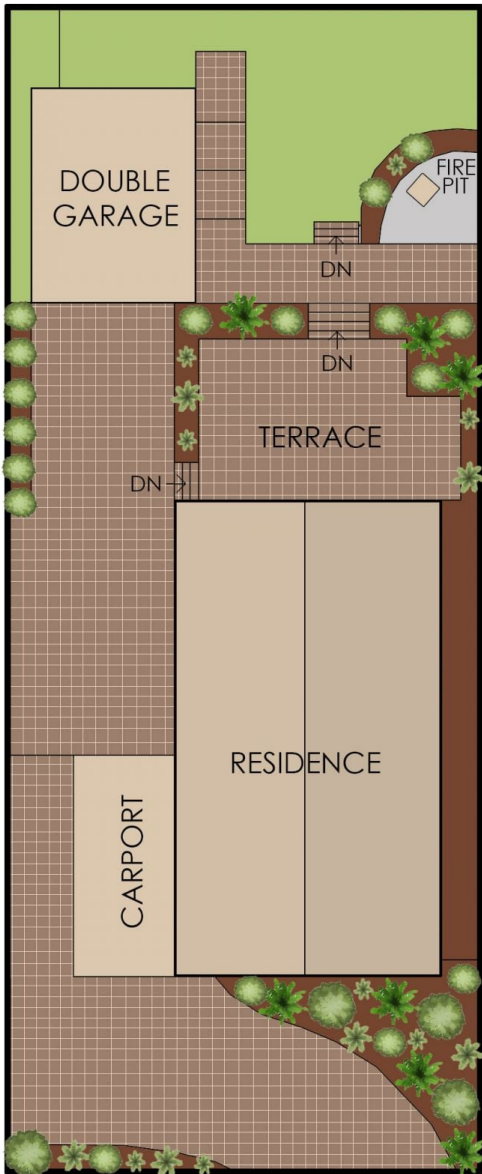 DOUBLE
GARAGE
FIRE
PIT
DN
DN
TERRACE
DN
RESIDENCE
CARPORT